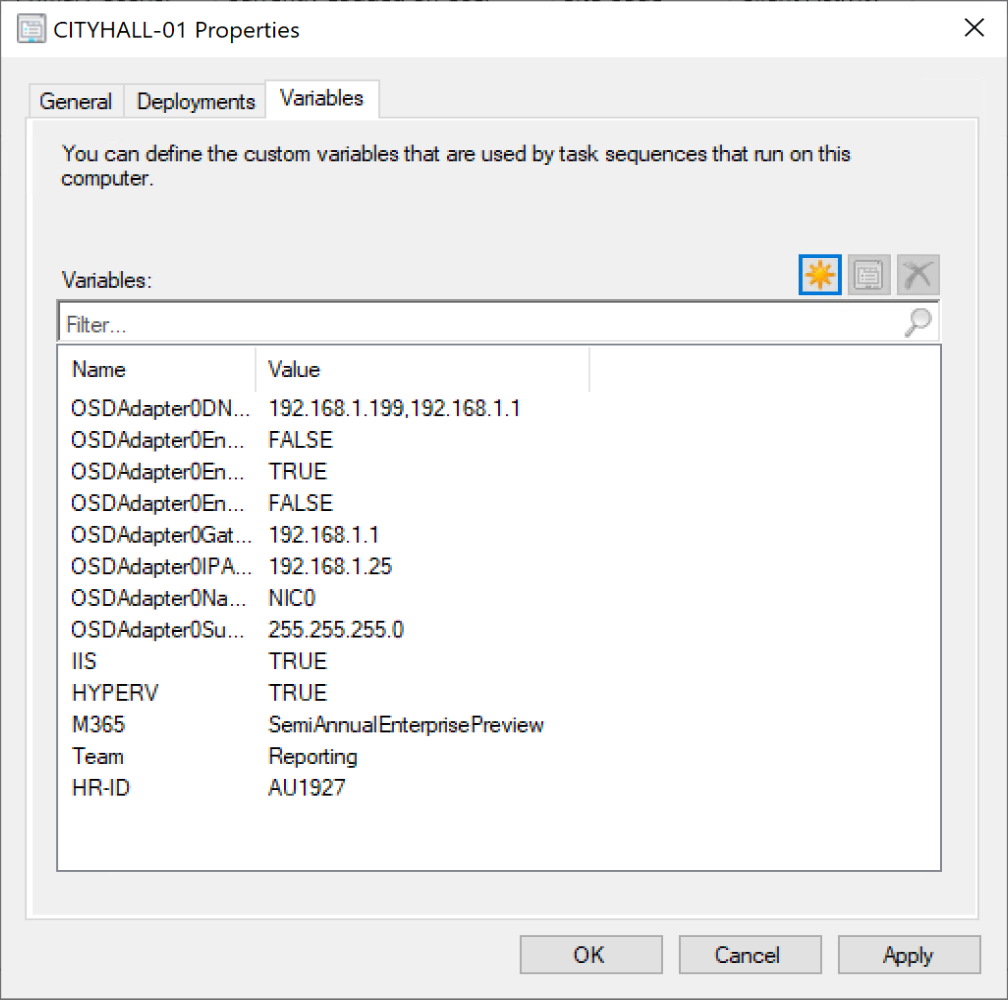 CITYHALL-01 Properties
General Deployments Variables
You can define the custom variables that are used by task sequences that run on this
computer.
Variables:
Filter...
Name Value
OSDAdapter0DN... 192.168.1.199,192.168.1.1
OSDAdapter0En... FALSE
OSDAdapter0En... TRUE
OSDAdapter0En... FALSE
OSDAdapter0Gat... 192.168.1.1
OSDAdapter0IPA... 192.168.1.25
OSDAdapter0Na... NIC0
OSDAdapter0Su... 255.255.255.0
IIS TRUE
HYPERV TRUE
M365 SemiAnnualEnterprisePreview
Team Reporting
HR-ID AU1927
OK Cancel Apply